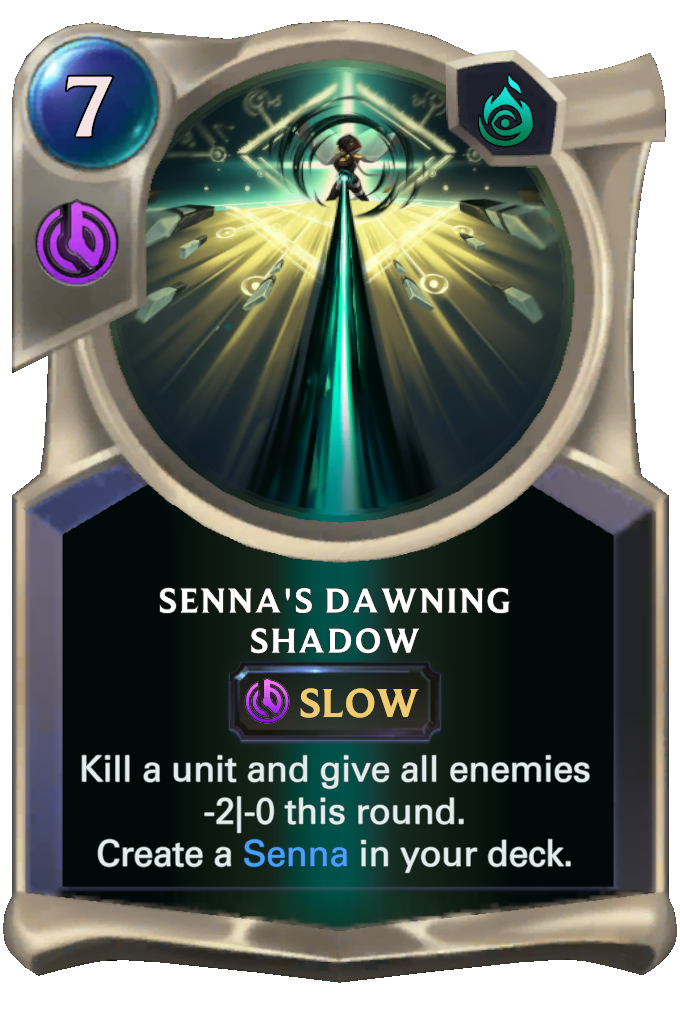 7
SENNA'S DAWNING
SHADOW
SLOW
Kill a unit and give all enemies
-2|-0 this round.
Create a Senna in your deck.